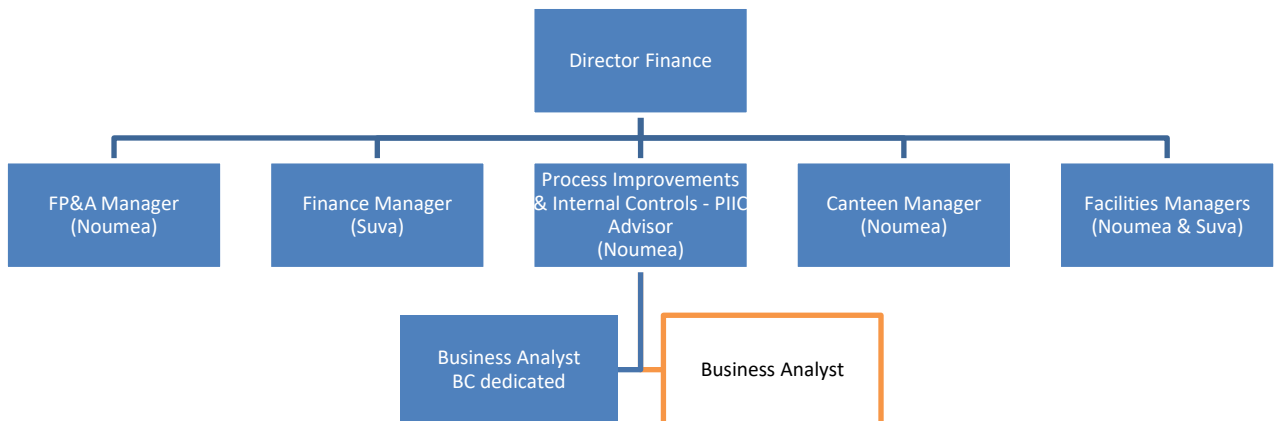 Director Finance
FP&A Manager
(Noumea)
Finance Manager
(Suva)
Process Improvements
& Internal Controls - PIIC
Advisor
(Noumea)
Canteen Manager
(Noumea)
Facilities Managers
(Noumea & Suva)
Business Analyst
BC dedicated
Business Analyst